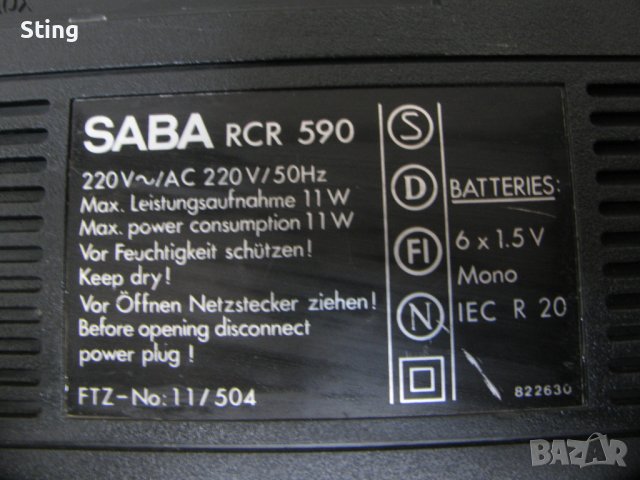 Sting
SABA RCR 590
220V~/AC 220V/50Hz
Max. Leistungsaufnahme 11W
Max. power consumption 11W
Vor Feuchtigkeit schützen!
Keep dry!
Vor Öffnen Netzstecker ziehen!
Before opening disconnect
power plug!
FTZ-No: 11/504
S
D
FI
N
BATTERIES:
6 x 1.5 V
Mono
IEC R 20
822630
BAZAR